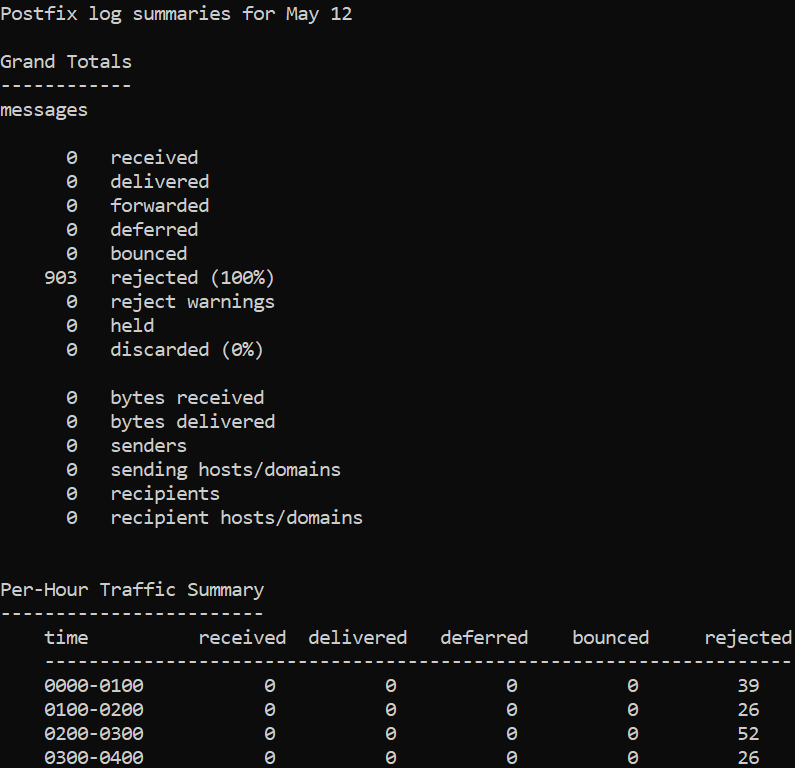 Postfix log summaries for May 12
Grand Totals
------------
messages
0 received
0 delivered
0 forwarded
0 deferred
0 bounced
903 rejected (100%)
0 reject warnings
0 held
0 discarded (0%)
0 bytes received
0 bytes delivered
0 senders
0 sending hosts/domains
0 recipients
0 recipient hosts/domains
Per-Hour Traffic Summary
------------------------
time received delivered deferred bounced rejected
--------------------------------------------------------------------
0000-0100 0 0 0 0 39
0100-0200 0 0 0 0 26
0200-0300 0 0 0 0 52
0300-0400 0 0 0 0 26